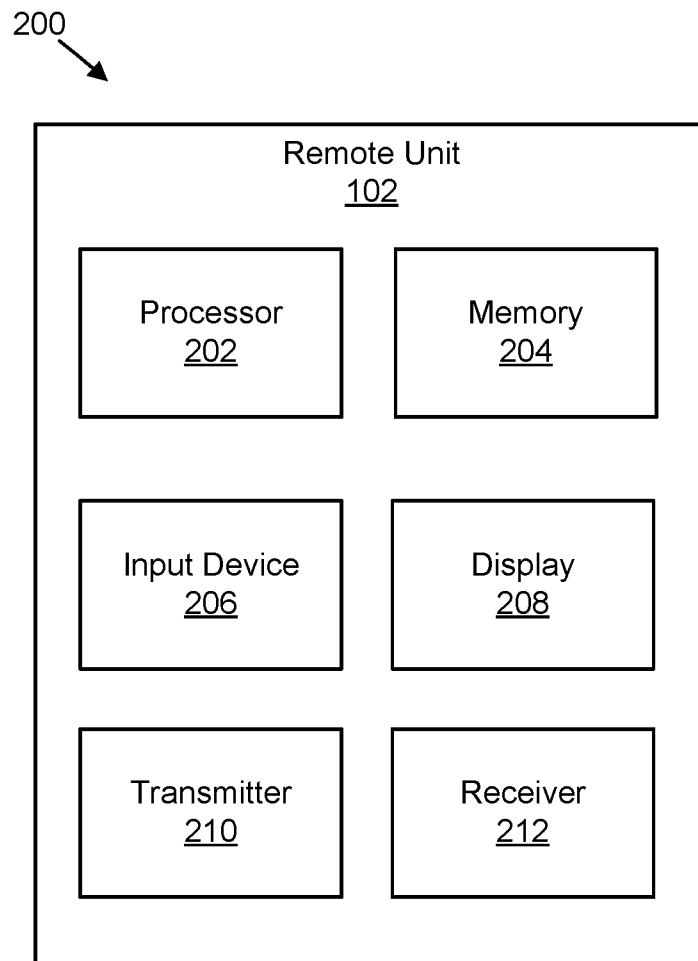 200
Remote Unit
102
Processor
202
Memory
204
Input Device
206
Display
208
Transmitter
210
Receiver
212